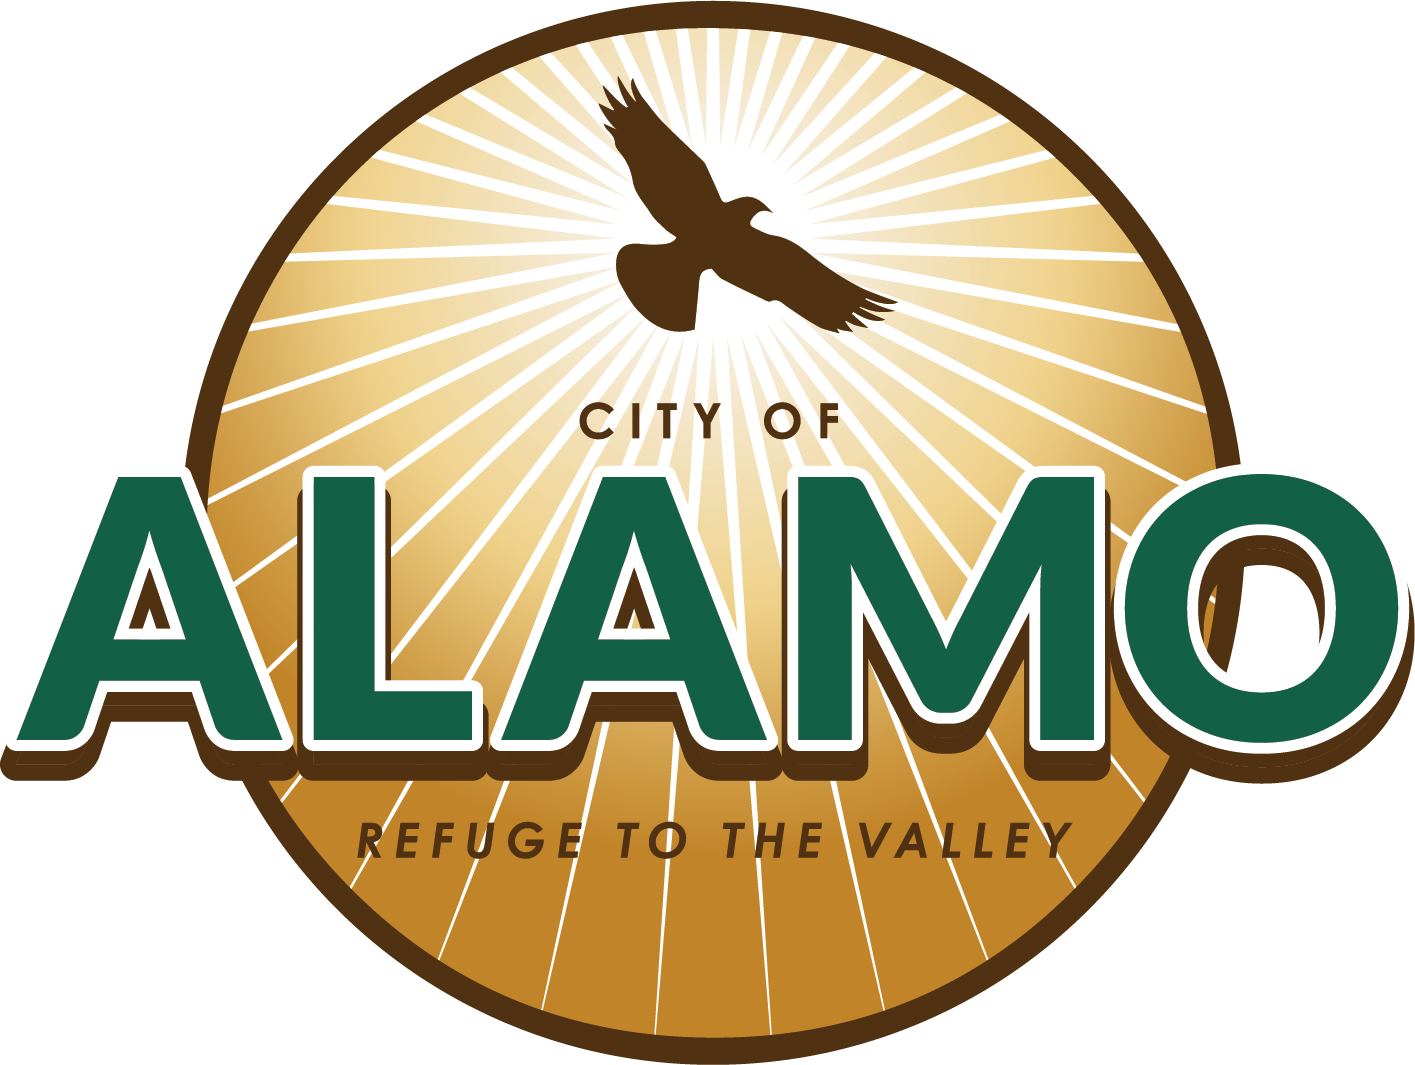 CITY OF
ALAMO
REFUGE TO THE VALLEY